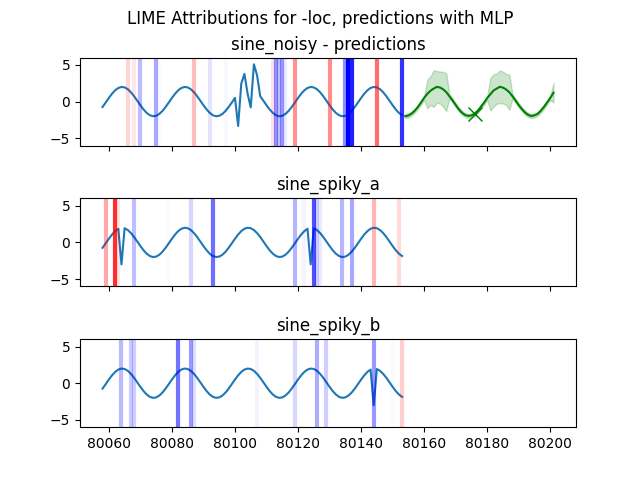 LIME Attributions for -loc, predictions with MLP
sine_noisy - predictions
5
0
−5
sine_spiky_a
5
0
−5
sine_spiky_b
5
0
−5
80060 80080 80100 80120 80140 80160 80180 80200